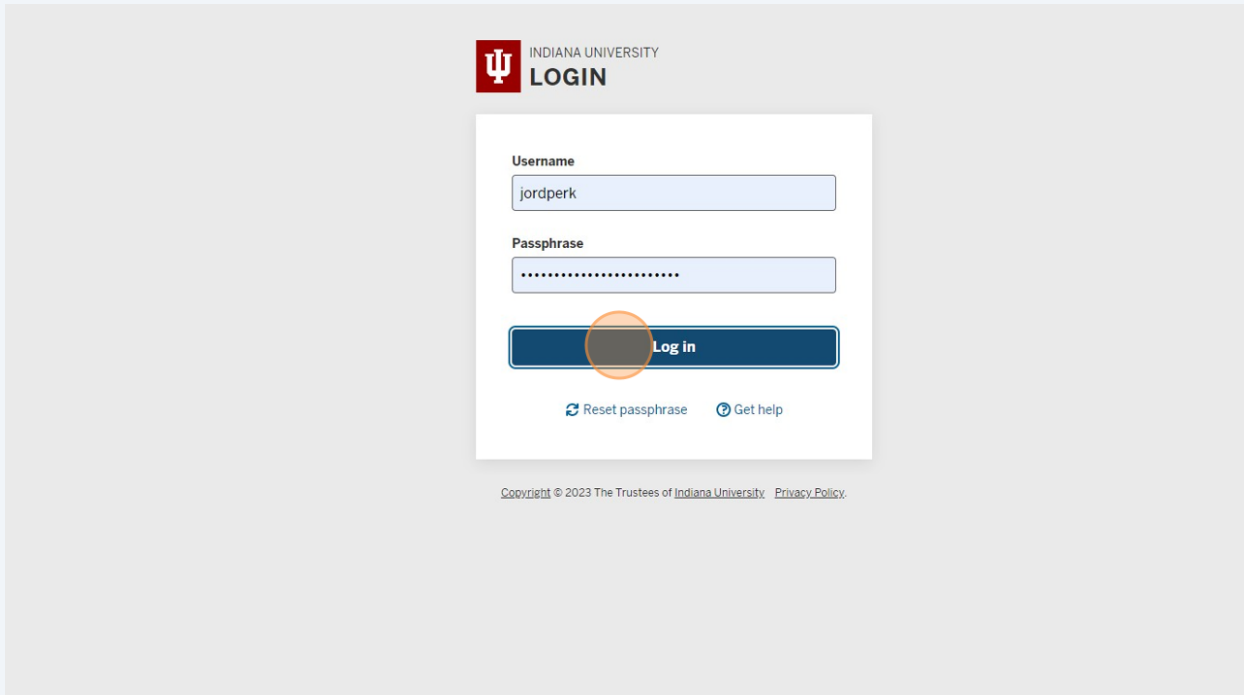 INDIANA UNIVERSITY
LOGIN
Username
jordperk
Passphrase
••••••••••••••••••••••••
Log in
Reset passphrase Get help
Copyright © 2023 The Trustees of Indiana University Privacy Policy.